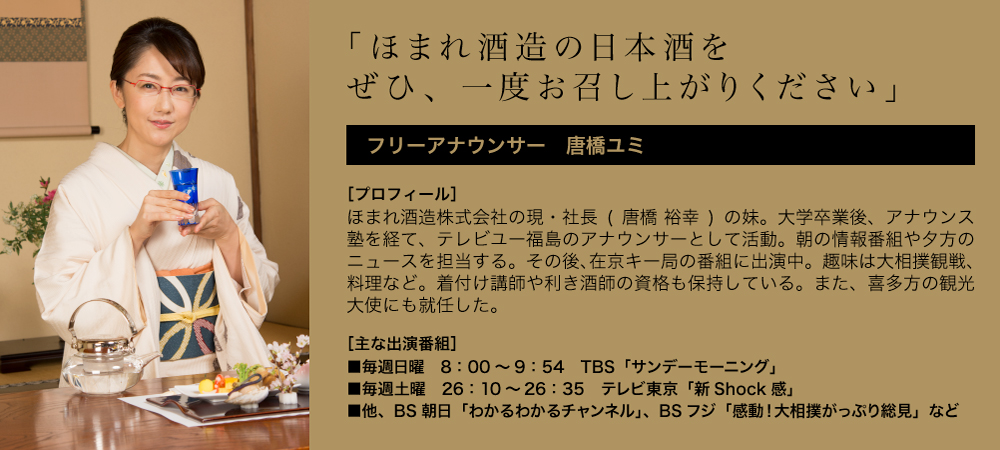 「ほまれ酒造の日本酒を
ぜひ、一度お召し上がりください」
フリーアナウンサー　唐橋ユミ
[プロフィール]
ほまれ酒造株式会社の現・社長 ( 唐橋 裕幸 ) の妹。大学卒業後、アナウンス
塾を経て、テレビユー福島のアナウンサーとして活動。朝の情報番組や夕方の
ニュースを担当する。その後、在京キー局の番組に出演中。趣味は大相撲観戦、
料理など。着付け講師や利き酒師の資格も保持している。また、喜多方の観光
大使にも就任した。
[主な出演番組]
■毎週日曜　8：00 〜 9：54　TBS「サンデーモーニング」
■毎週土曜　26：10 〜 26：35　テレビ東京「新 Shock 感」
■他、BS 朝日「わかるわかるチャンネル」、BS フジ「感動！大相撲がっぷり総見」など